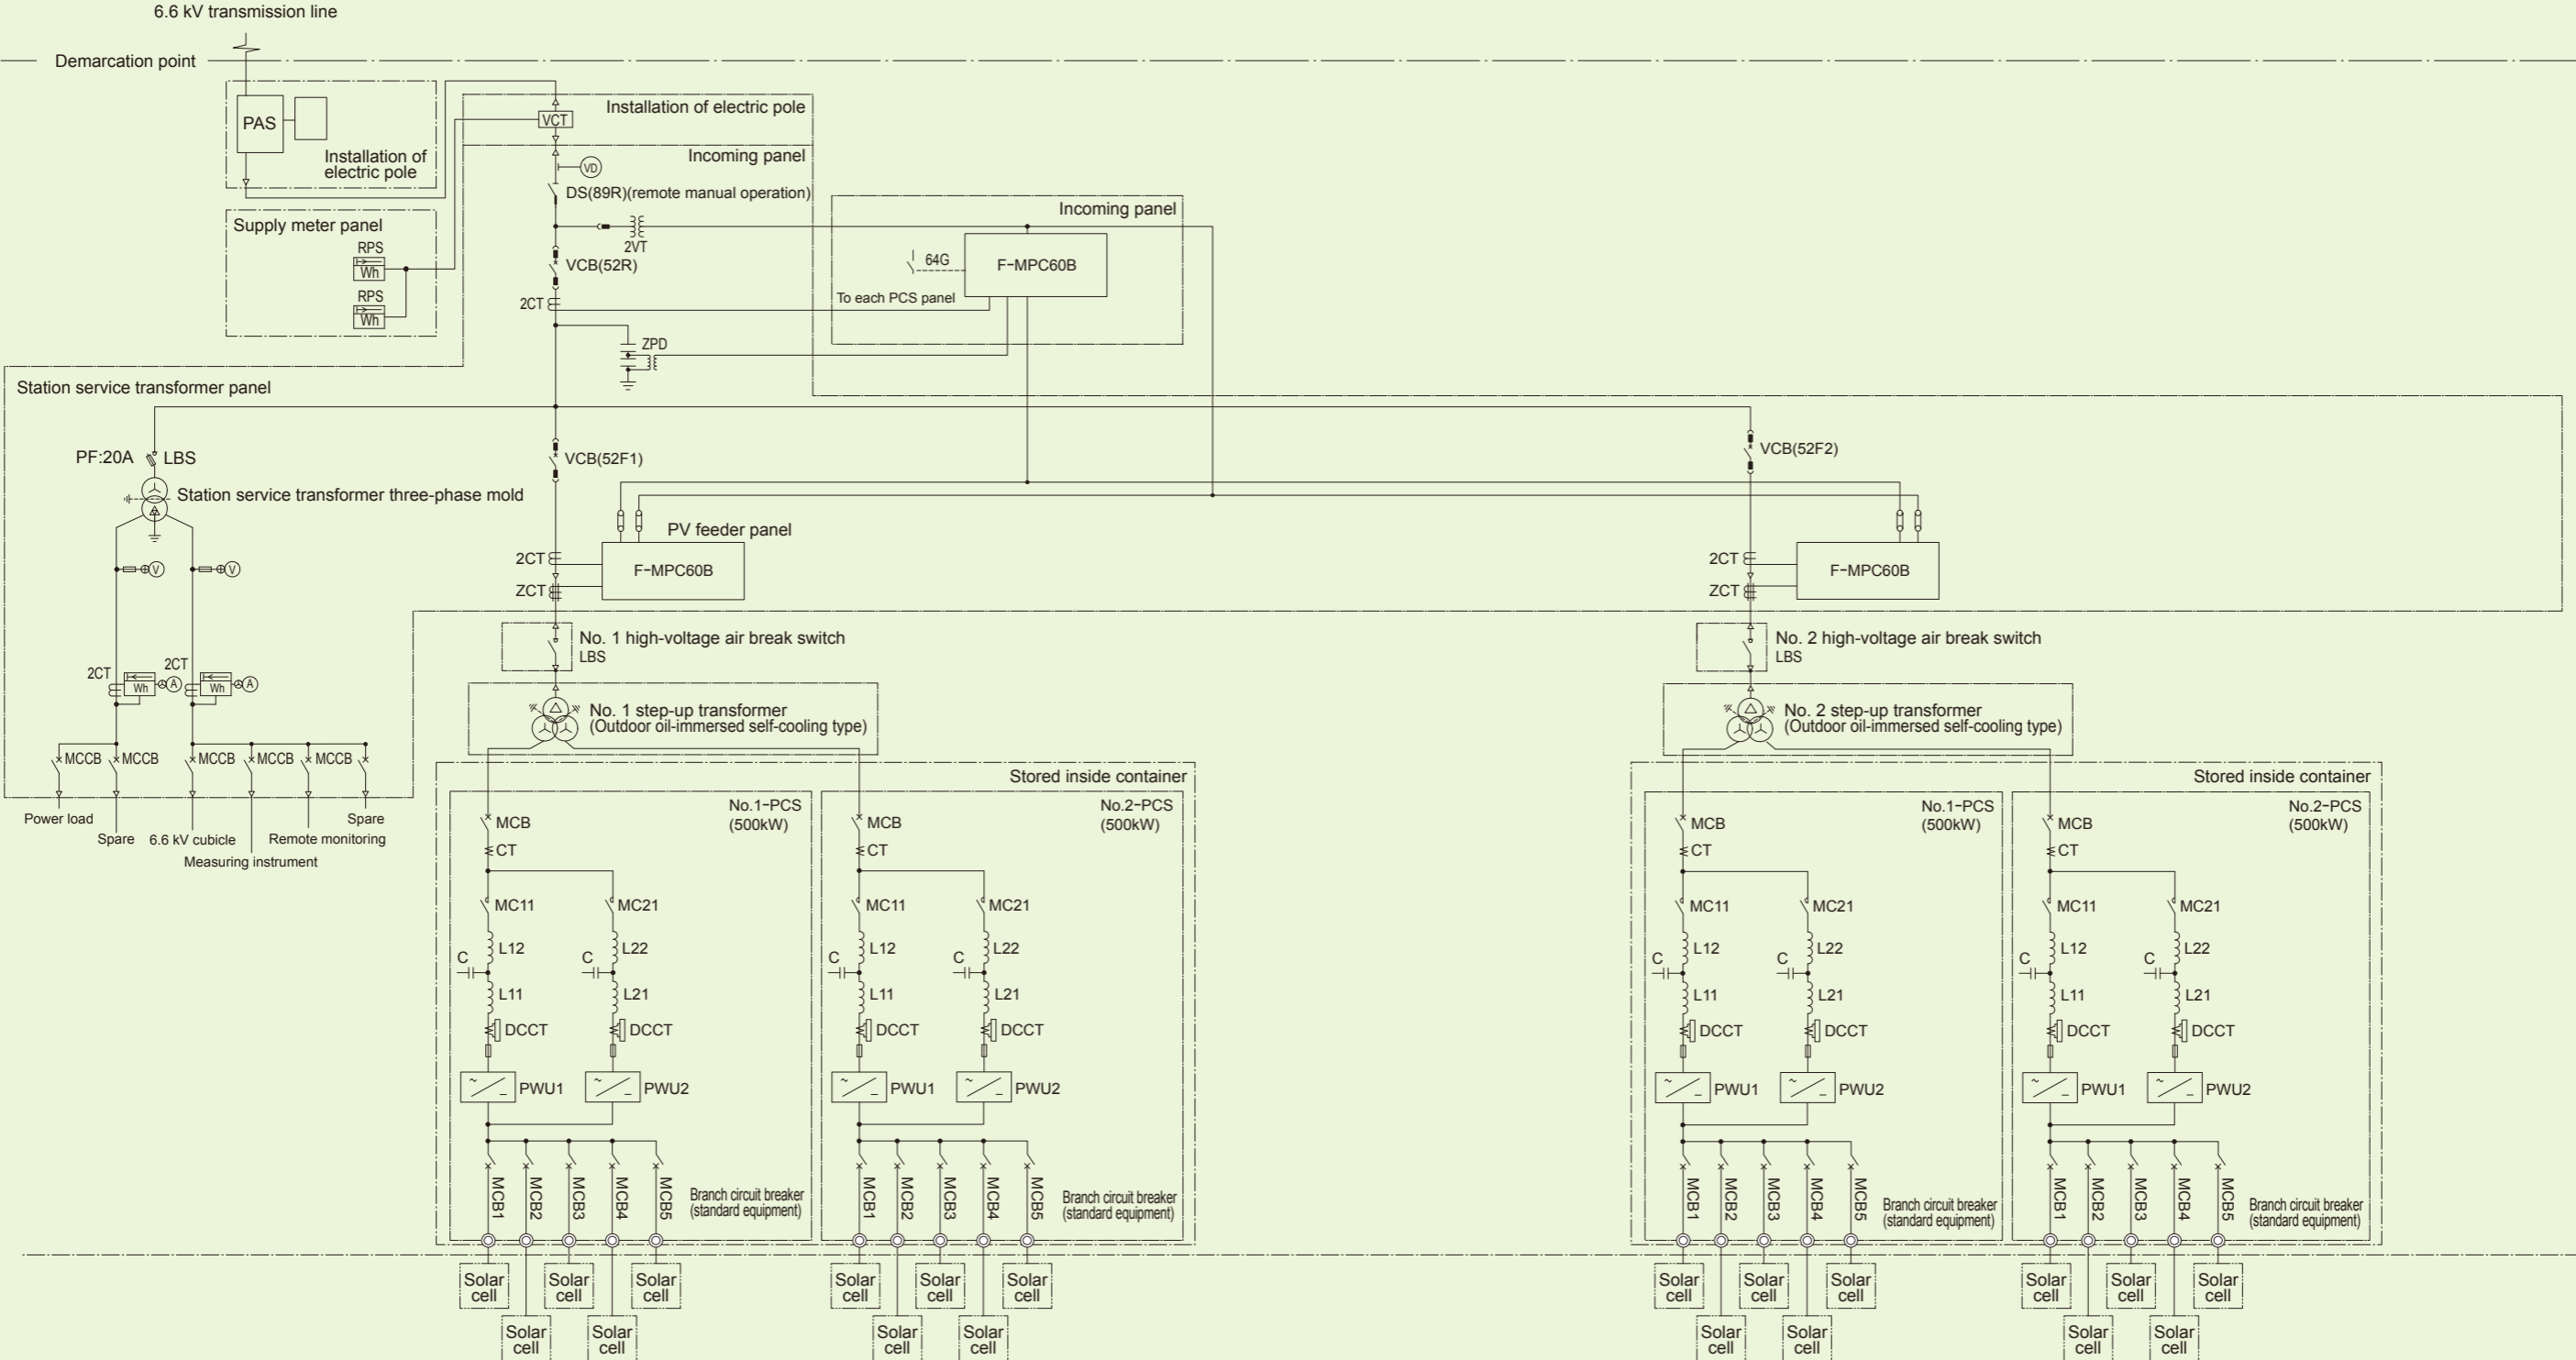 6.6 kV transmission line
Demarcation point
PAS
Installation of
electric pole
VCT
Installation of electric pole
Incoming panel
VD
DS(89R)(remote manual operation)
Supply meter panel
RPS
Wh
RPS
Wh
2VT
VCB(52R)
2CT
ZPD
Incoming panel
64G
F-MPC60B
To each PCS panel
Station service transformer panel
PF:20A
LBS
Station service transformer three-phase mold
V
V
2CT
Wh
A
2CT
Wh
A
MCCB
MCCB
MCCB
MCCB
MCCB
Power load
Spare
6.6 kV cubicle
Measuring instrument
Remote monitoring
Spare
VCB(52F1)
PV feeder panel
2CT
ZCT
F-MPC60B
VCB(52F2)
2CT
ZCT
F-MPC60B
No. 1 high-voltage air break switch
LBS
No. 1 step-up transformer
(Outdoor oil-immersed self-cooling type)
No. 2 high-voltage air break switch
LBS
No. 2 step-up transformer
(Outdoor oil-immersed self-cooling type)
Stored inside container
No.1-PCS
(500kW)
MCB
CT
MC11
MC21
L12
L22
C
C
L11
L21
DCCT
DCCT
PWU1
PWU2
MCB1
MCB2
MCB3
MCB4
MCB5
Branch circuit breaker
(standard equipment)
No.2-PCS
(500kW)
MCB
CT
MC11
MC21
L12
L22
C
C
L11
L21
DCCT
DCCT
PWU1
PWU2
MCB1
MCB2
MCB3
MCB4
MCB5
Branch circuit breaker
(standard equipment)
Stored inside container
No.1-PCS
(500kW)
MCB
CT
MC11
MC21
L12
L22
C
C
L11
L21
DCCT
DCCT
PWU1
PWU2
MCB1
MCB2
MCB3
MCB4
MCB5
Branch circuit breaker
(standard equipment)
No.2-PCS
(500kW)
MCB
CT
MC11
MC21
L12
L22
C
C
L11
L21
DCCT
DCCT
PWU1
PWU2
MCB1
MCB2
MCB3
MCB4
MCB5
Branch circuit breaker
(standard equipment)
Solar
cell
Solar
cell
Solar
cell
Solar
cell
Solar
cell
Solar
cell
Solar
cell
Solar
cell
Solar
cell
Solar
cell
Solar
cell
Solar
cell
Solar
cell
Solar
cell
Solar
cell
Solar
cell
Solar
cell
Solar
cell
Solar
cell
Solar
cell